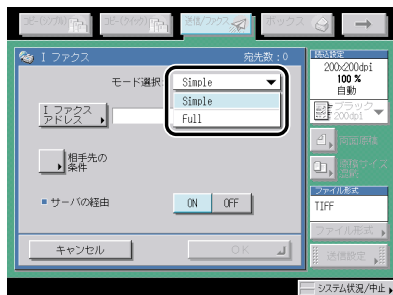 コピー(シンプル)
コピー(クイック)
送信/ファクス
ボックス
I ファクス
宛先数:0
モード選択
Simple
Simple
Full
I ファクス
アドレス
相手先の
条件
サーバの経由
ON
OFF
キャンセル
OK
読込設定
200x200dpi
100 %
自動
ブラック
200dpi
両面原稿
原稿サイズ
混載
ファイル形式
TIFF
ファイル形式
送信設定
システム状況/中止